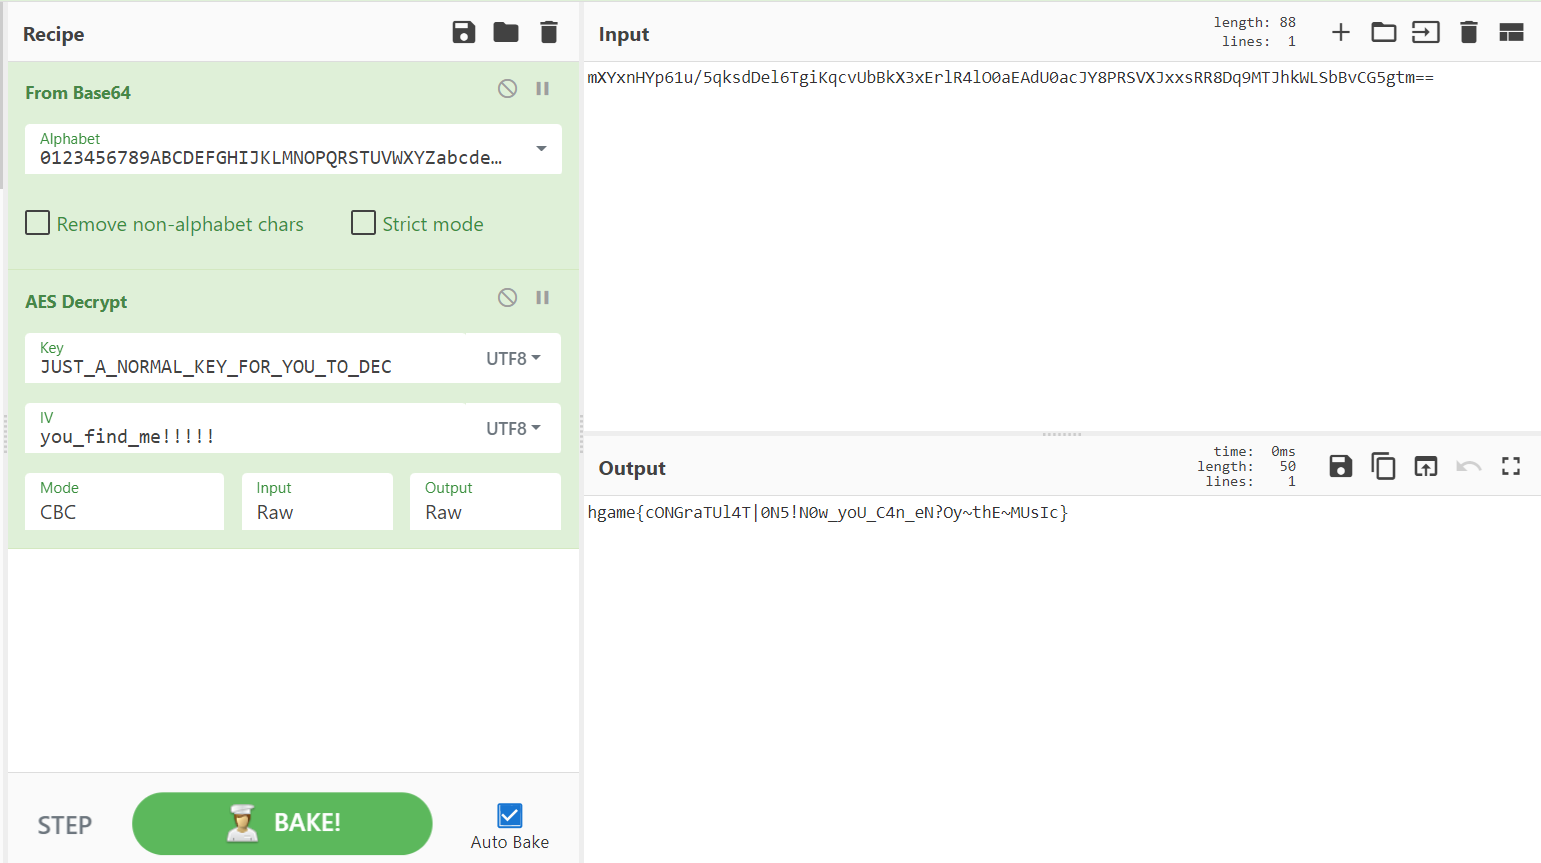 Recipe
From Base64
Alphabet
0123456789ABCDEFGHIJKLMNOPQRSTUVWXYZabcde…
Remove non-alphabet chars
Strict mode
AES Decrypt
Key
JUST_A_NORMAL_KEY_FOR_YOU_TO_DEC
UTF8
IV
you_find_me!!!!!
UTF8
Mode
CBC
Input
Raw
Output
Raw
STEP
BAKE!
Auto Bake
Input
length: 88
lines: 1
mXYxnHYp61u/5qksdDel6TgiKqcvUbBkX3xErlR4lO0aEAdU0acJY8PRSVXJxxsRR8Dq9MTJhkWLSbBvCG5gtm==
Output
time: 0ms
length: 50
lines: 1
hgame{cONGraTUl4T|0N5!N0w_yoU_C4n_eN?Oy~thE~MUsIc}